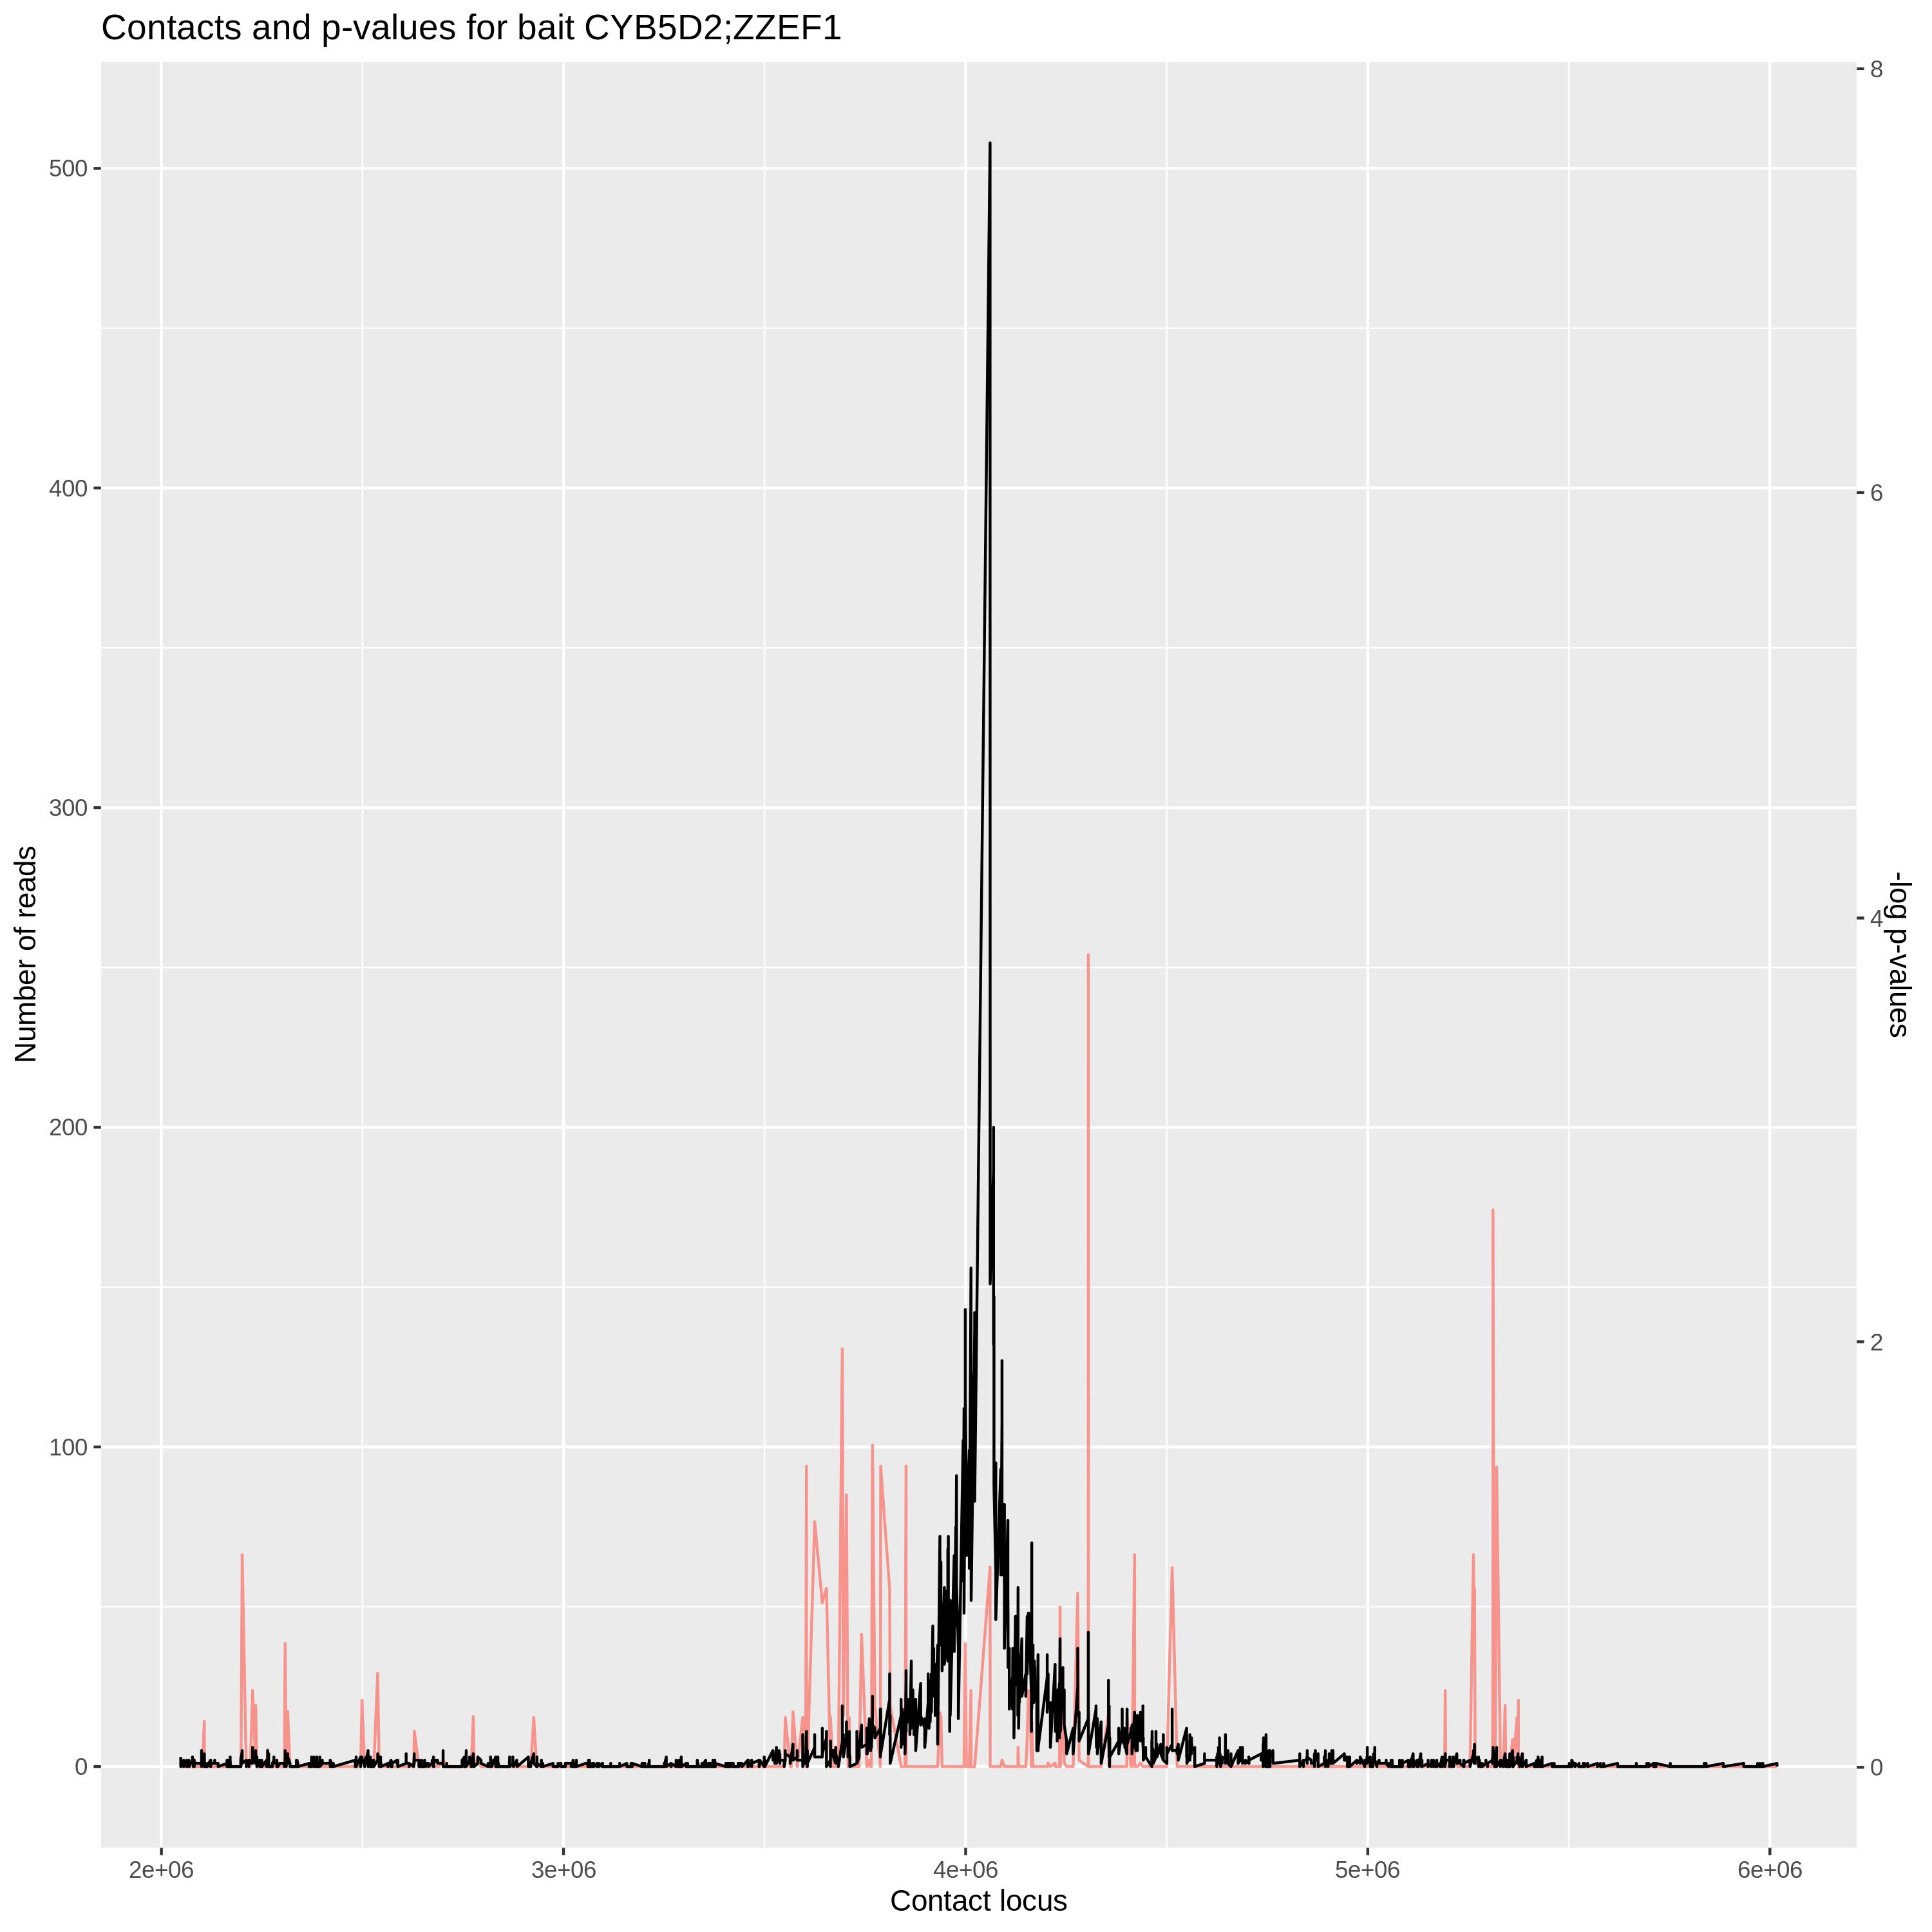 Contacts and p-values for bait CYB5D2;ZZEF1
Number of reads
500
400
300
200
100
0
8
6
4
2
0
-log p-values
2e+06
3e+06
4e+06
5e+06
6e+06
Contact locus